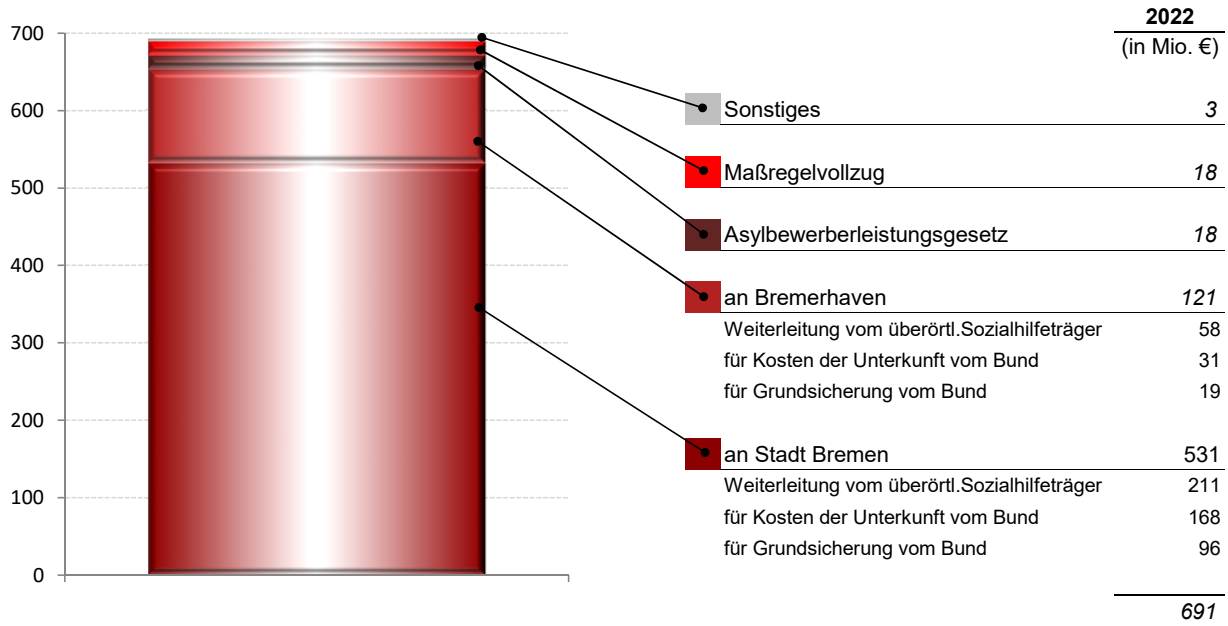 2022
(in Mio. €)
700
600
500
400
300
200
100
0
Sonstiges 3
Maßregelvollzug 18
Asylbewerberleistungsgesetz 18
an Bremerhaven 121
Weiterleitung vom überörtl.Sozialhilfeträger 58
für Kosten der Unterkunft vom Bund 31
für Grundsicherung vom Bund 19
an Stadt Bremen 531
Weiterleitung vom überörtl.Sozialhilfeträger 211
für Kosten der Unterkunft vom Bund 168
für Grundsicherung vom Bund 96
691